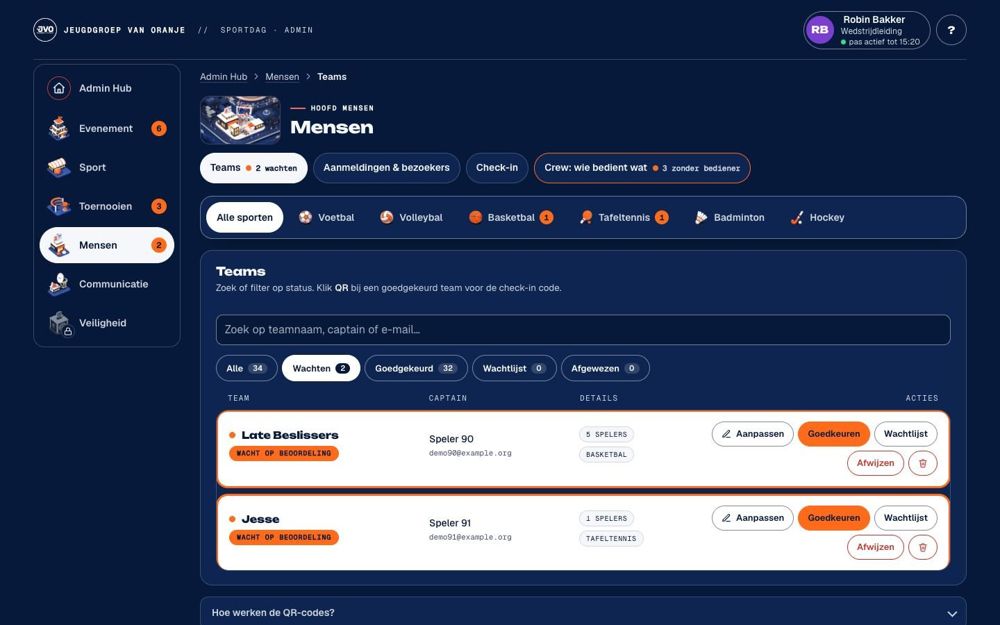 JVO JEUGDGROEP VAN ORANJE // SPORTDAG · ADMIN
RB Robin Bakker
Wedstrijdleiding
pas actief tot 15:20
?
Admin Hub
Evenement 6
Sport
Toernooien 3
Mensen 2
Communicatie
Veiligheid
Admin Hub > Mensen > Teams
HOOFD MENSEN
Mensen
Teams 2 wachten
Aanmeldingen & bezoekers
Check-in
Crew: wie bedient wat 3 zonder bediener
Alle sporten
Voetbal
Volleybal
Basketbal 1
Tafeltennis 1
Badminton
Hockey
Teams
Zoek of filter op status. Klik QR bij een goedgekeurd team voor de check-in code.
Zoek op teamnaam, captain of e-mail...
Alle 34
Wachten 2
Goedgekeurd 32
Wachtlijst 0
Afgewezen 0
TEAM CAPTAIN DETAILS ACTIES
Late Beslissers
WACHT OP BEOORDELING
Speler 90
demo90@example.org
5 SPELERS
BASKETBAL
Aanpassen Goedkeuren Wachtlijst
Afwijzen
Jesse
WACHT OP BEOORDELING
Speler 91
demo91@example.org
1 SPELERS
TAFELTENNIS
Aanpassen Goedkeuren Wachtlijst
Afwijzen
Hoe werken de QR-codes?